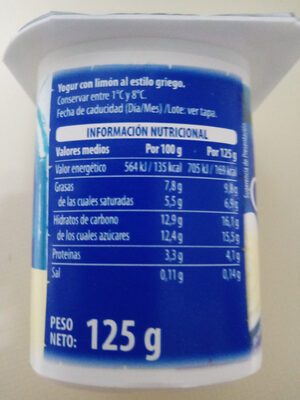 Yogur con limón al estilo griego.
Conservar entre 1°C y 8°C.
Fecha de caducidad (Día/Mes) /Lote: ver tapa.
INFORMACIÓN NUTRICIONAL
Valores medios Por 100 g Por 125 g
Valor energético 564 kJ / 135 kcal 705 kJ / 169 kcal
Grasas 7,8 g 9,8 g
de las cuales saturadas 5,5 g 6,9 g
Hidratos de carbono 12,9 g 16,1 g
de los cuales azúcares 12,4 g 15,5 g
Proteínas 3,3 g 4,1 g
Sal 0,11 g 0,14 g
PESO
NETO: 125 g
Sugerencia de Presentación